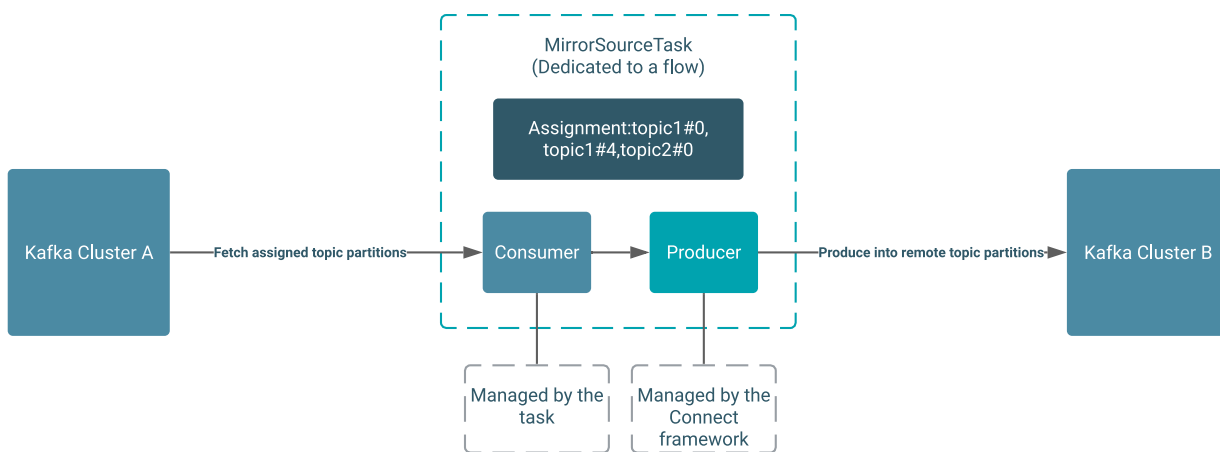 MirrorSourceTask
(Dedicated to a flow)
Assignment:topic1#0,
topic1#4,topic2#0
Kafka Cluster A
Fetch assigned topic partitions
Consumer
Producer
Produce into remote topic partitions
Kafka Cluster B
Managed by the
task
Managed by the
Connect
framework